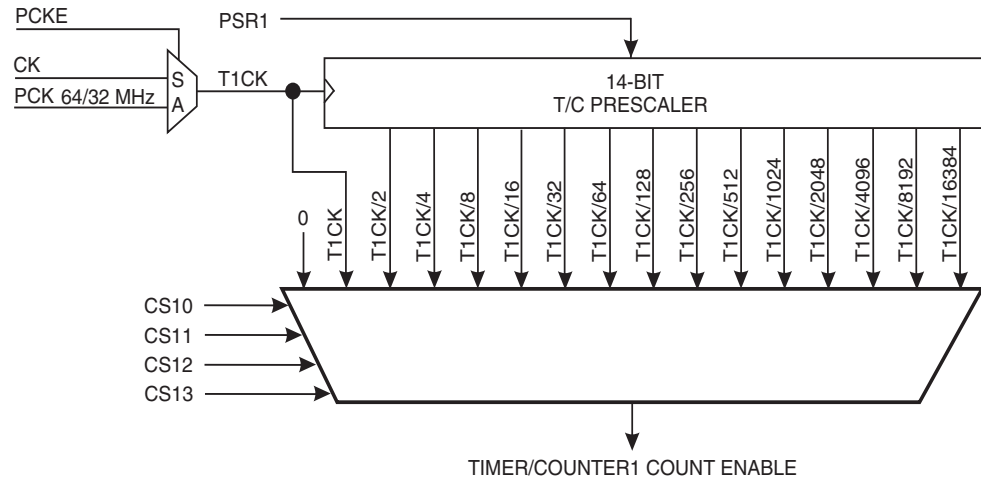 PCKE
PSR1
CK
PCK 64/32 MHz
S
A
T1CK
14-BIT
T/C PRESCALER
0
T1CK
T1CK/2
T1CK/4
T1CK/8
T1CK/16
T1CK/32
T1CK/64
T1CK/128
T1CK/256
T1CK/512
T1CK/1024
T1CK/2048
T1CK/4096
T1CK/8192
T1CK/16384
CS10
CS11
CS12
CS13
TIMER/COUNTER1 COUNT ENABLE